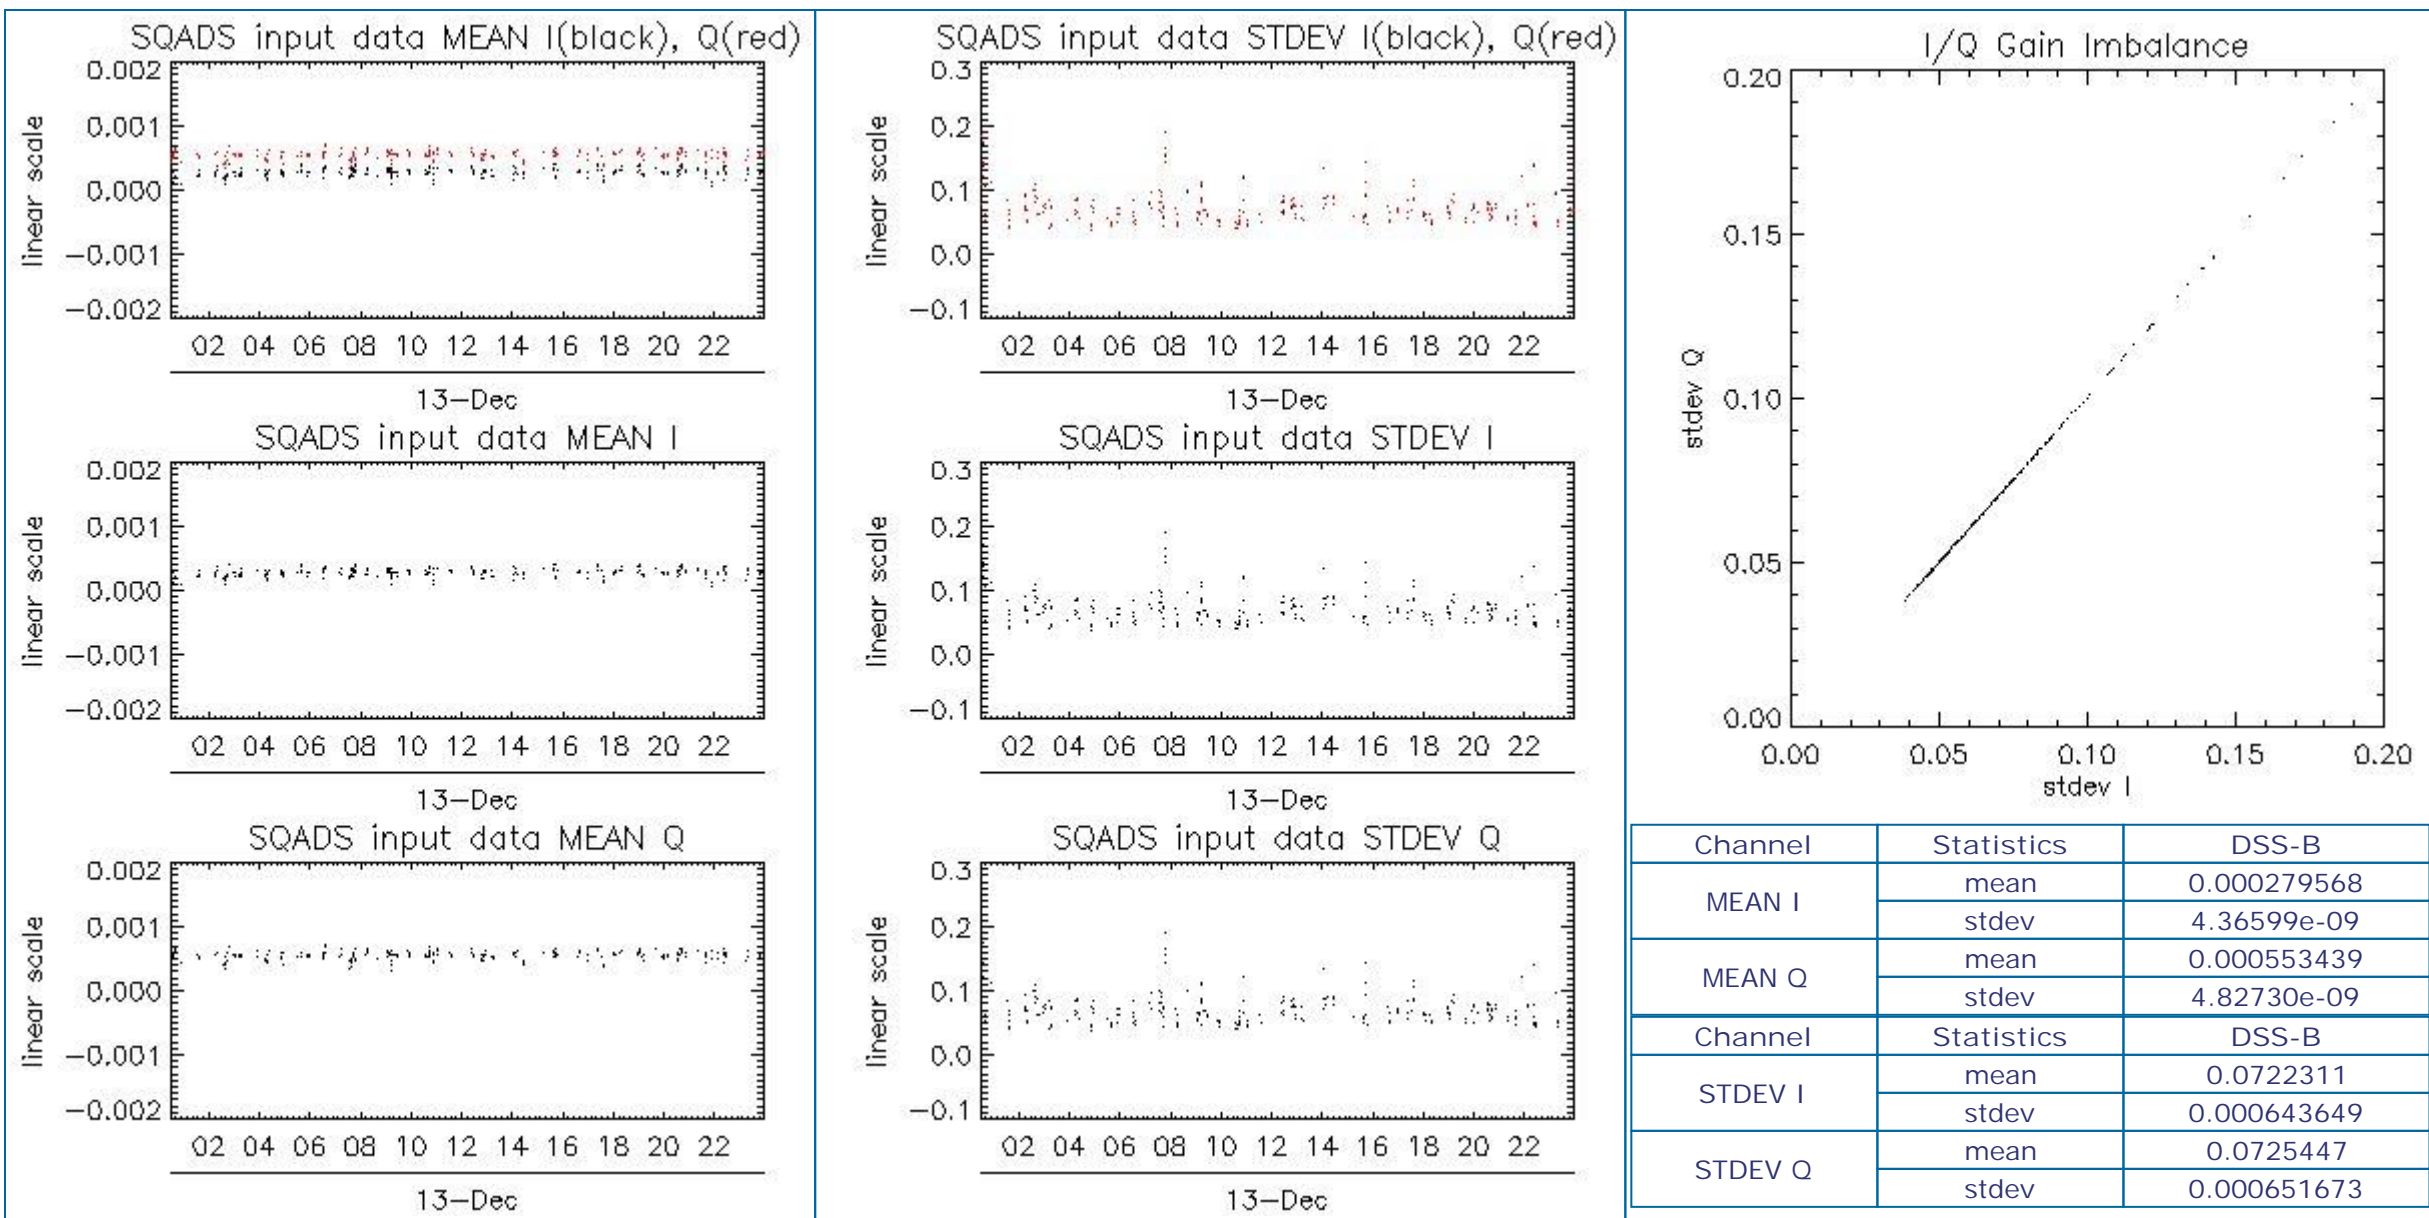 SQADS input data MEAN I(black), Q(red)
0.002
0.001
0.000
−0.001
−0.002
linear scale
02 04 06 08 10 12 14 16 18 20 22
13−Dec
SQADS input data MEAN I
0.002
0.001
0.000
−0.001
−0.002
linear scale
02 04 06 08 10 12 14 16 18 20 22
13−Dec
SQADS input data MEAN Q
0.002
0.001
0.000
−0.001
−0.002
linear scale
02 04 06 08 10 12 14 16 18 20 22
13−Dec
SQADS input data STDEV I(black), Q(red)
0.3
0.2
0.1
0.0
−0.1
linear scale
02 04 06 08 10 12 14 16 18 20 22
13−Dec
SQADS input data STDEV I
0.3
0.2
0.1
0.0
−0.1
linear scale
02 04 06 08 10 12 14 16 18 20 22
13−Dec
SQADS input data STDEV Q
0.3
0.2
0.1
0.0
−0.1
linear scale
02 04 06 08 10 12 14 16 18 20 22
13−Dec
I/Q Gain Imbalance
0.20
0.15
0.10
0.05
0.00
stdev Q
0.00 0.05 0.10 0.15 0.20
stdev I
Channel Statistics DSS-B
MEAN I mean 0.000279568
stdev 4.36599e-09
MEAN Q mean 0.000553439
stdev 4.82730e-09
Channel Statistics DSS-B
STDEV I mean 0.0722311
stdev 0.000643649
STDEV Q mean 0.0725447
stdev 0.000651673